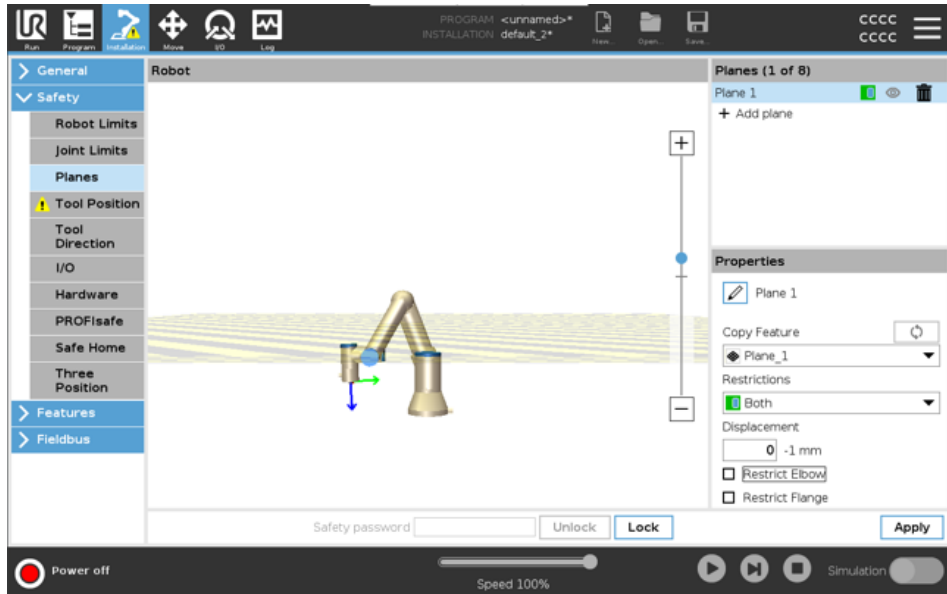 PROGRAM <unnamed>*
INSTALLATION default_2*
UR
Run
Program
Installation
Move
I/O
Log
New...
Open...
Save...
CCCC
CCCC
General
Safety
Robot Limits
Joint Limits
Planes
Tool Position
Tool
Direction
I/O
Hardware
PROFIsafe
Safe Home
Three
Position
Features
Fieldbus
Robot
Planes (1 of 8)
Plane 1
+ Add plane
Properties
Plane 1
Copy Feature
Plane_1
Restrictions
Both
Displacement
0 -1 mm
Restrict Elbow
Restrict Flange
Safety password
Unlock
Lock
Apply
Power off
Speed 100%
Simulation